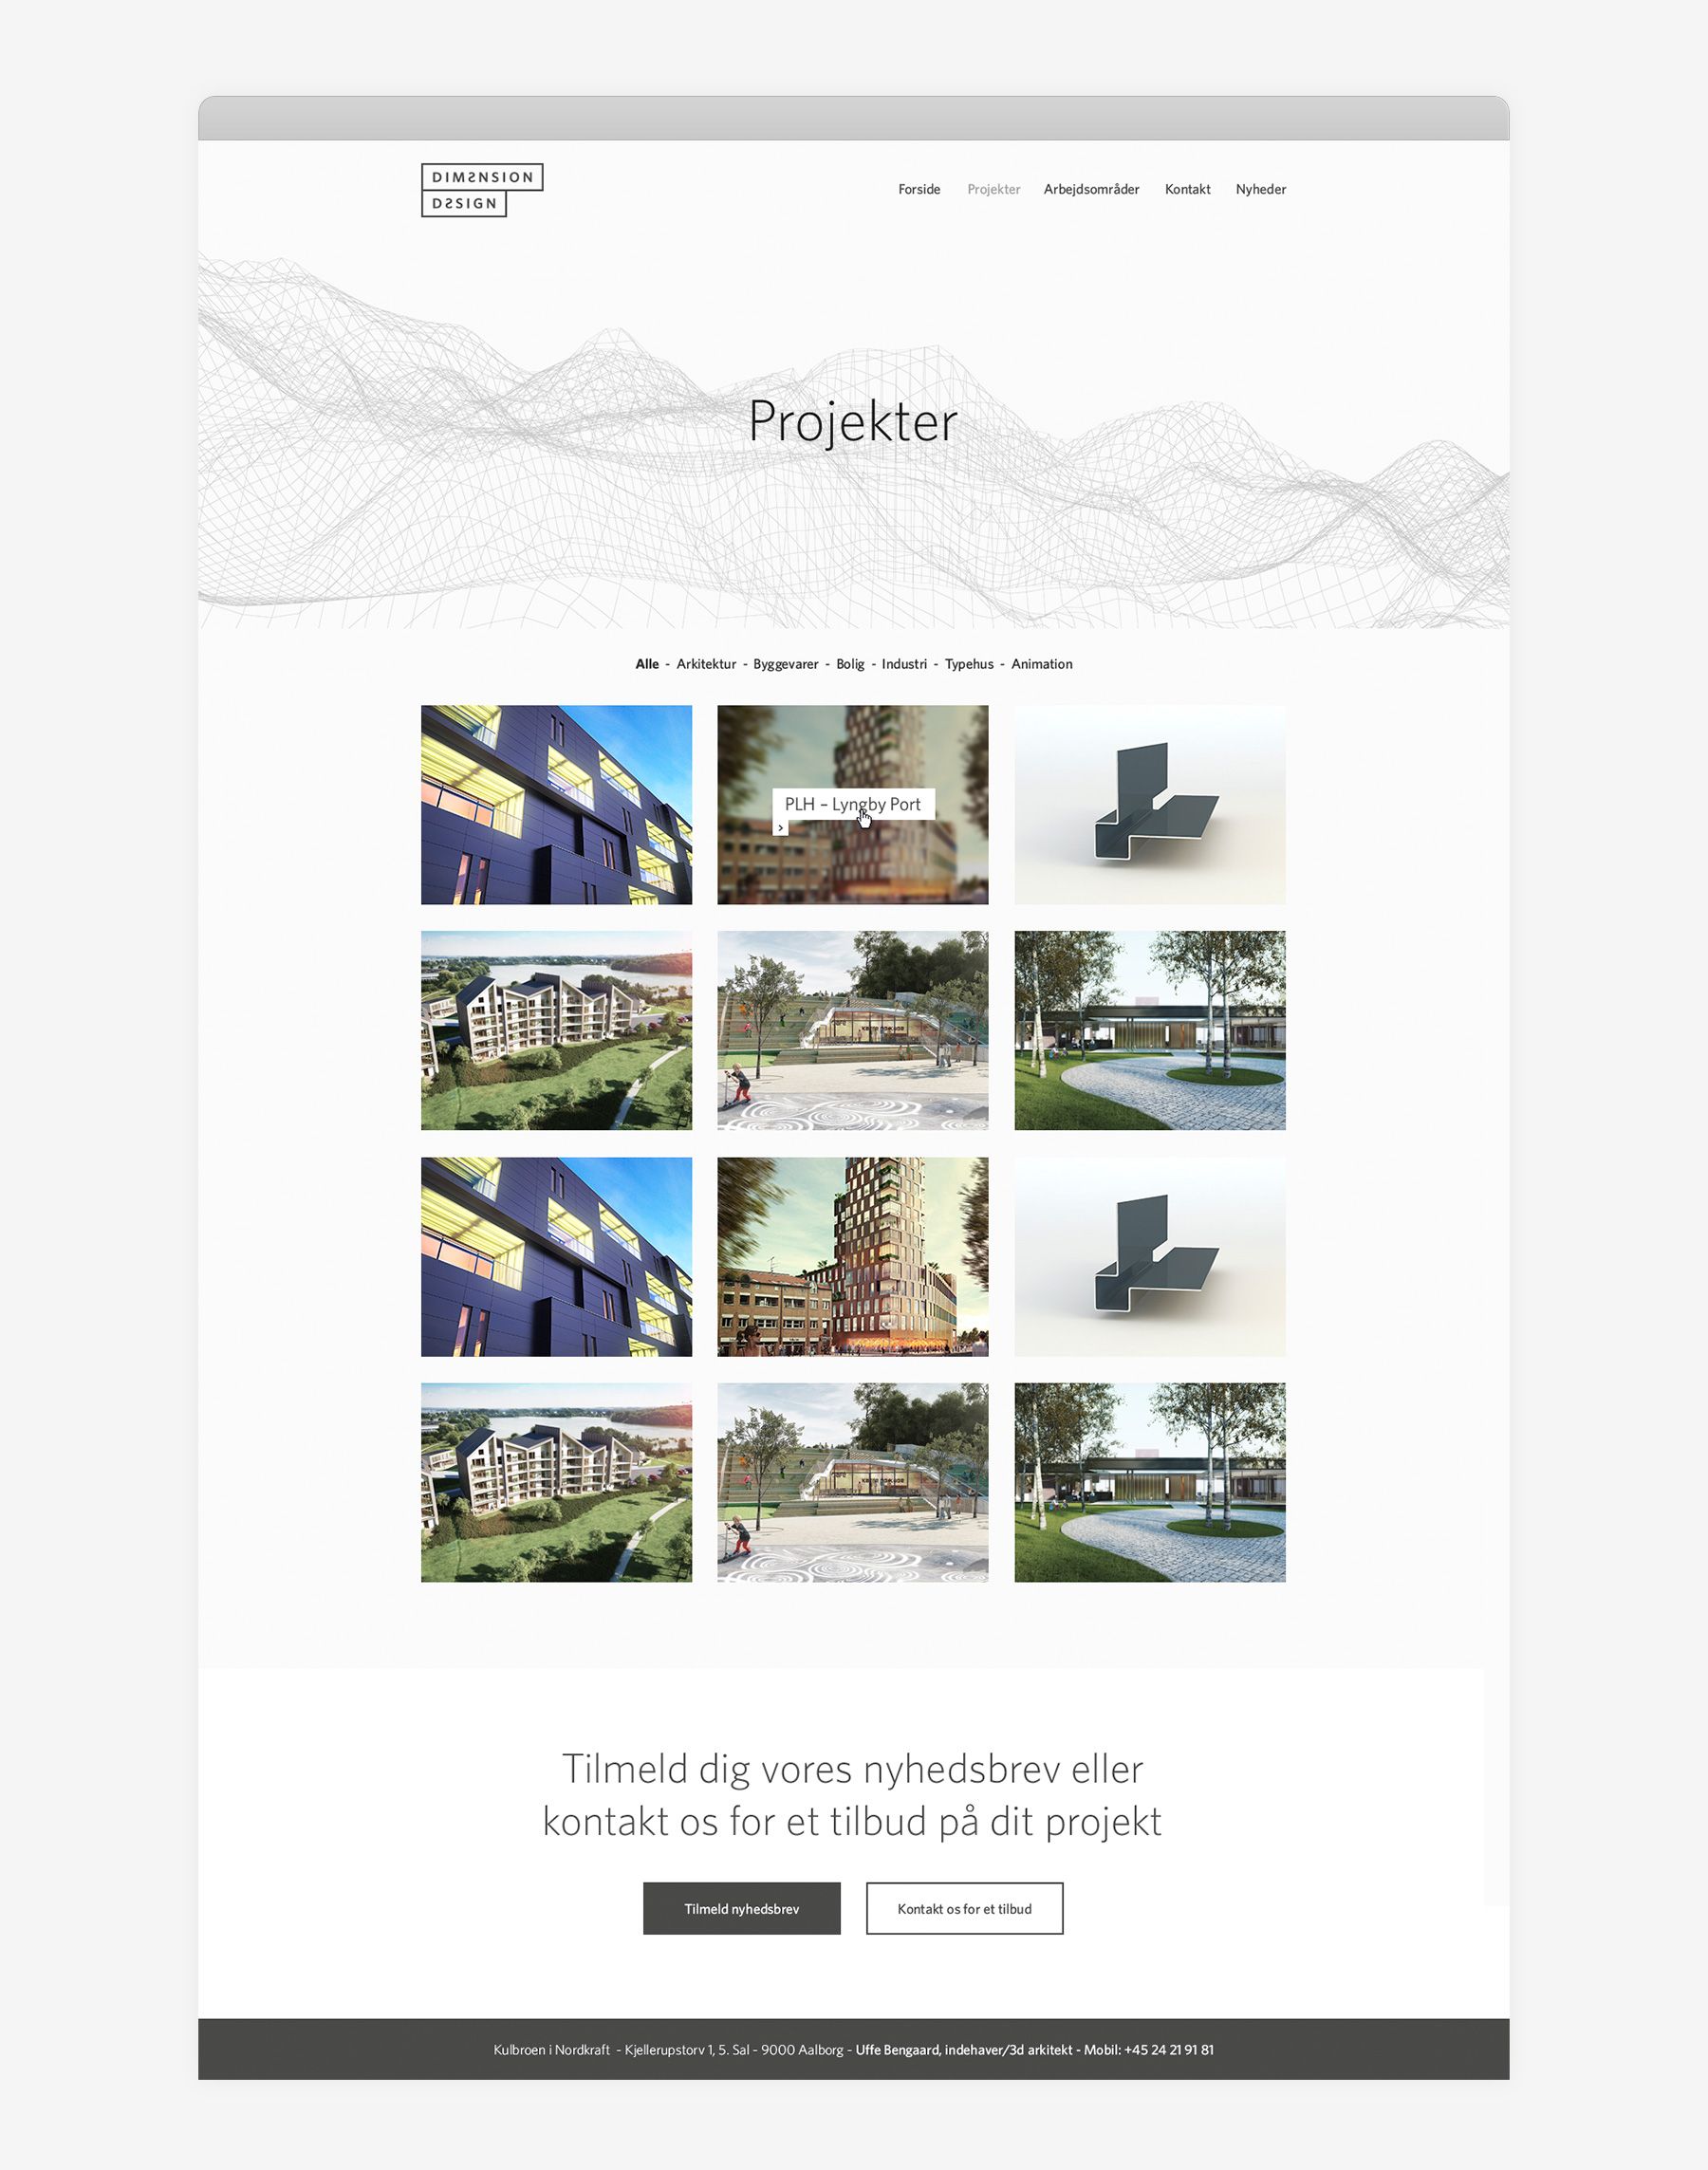 DIMENSION
DESIGN
Forside Projekter Arbejdsområder Kontakt Nyheder
Projekter
Alle - Arkitektur - Byggevarer - Bolig - Industri - Typehus - Animation
PLH – Lyngby Port
>
Tilmeld dig vores nyhedsbrev eller
kontakt os for et tilbud på dit projekt
Tilmeld nyhedsbrev
Kontakt os for et tilbud
Kulbroen i Nordkraft - Kjellerupstorv 1, 5. Sal - 9000 Aalborg - Uffe Bengaard, indehaver/3d arkitekt - Mobil: +45 24 21 91 81